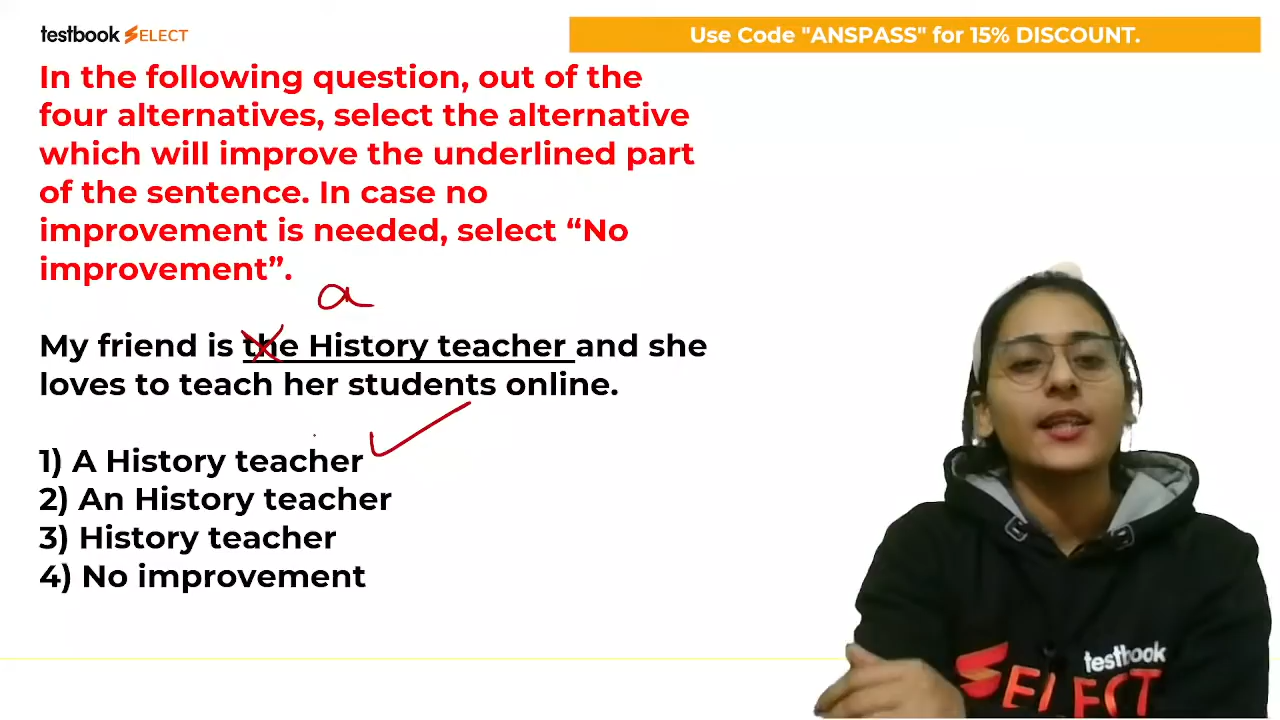 testbook SELECT
Use Code "ANSPASS" for 15% DISCOUNT.
In the following question, out of the
four alternatives, select the alternative
which will improve the underlined part
of the sentence. In case no
improvement is needed, select “No
improvement”.
a
My friend is the History teacher and she
loves to teach her students online.
1) A History teacher
2) An History teacher
3) History teacher
4) No improvement
testbook
SELECT